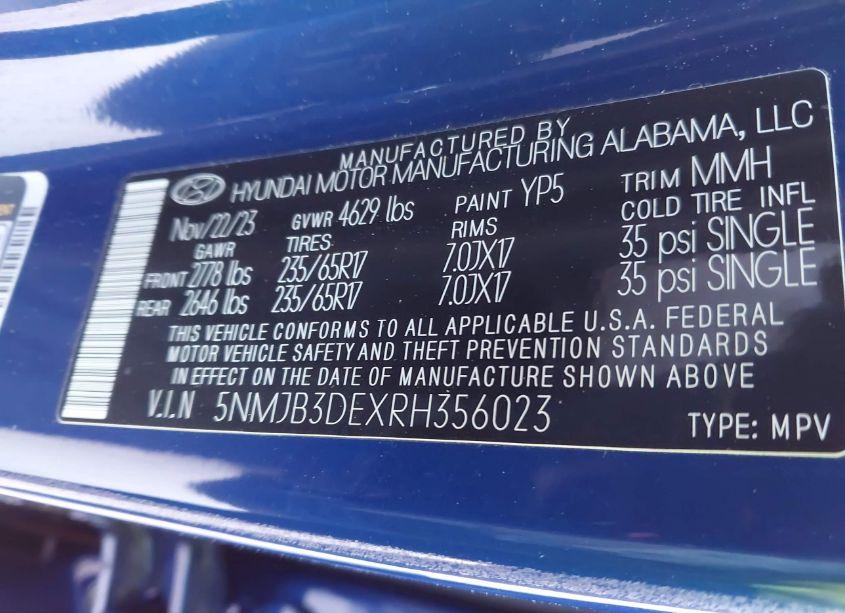 MANUFACTURED BY
HYUNDAI MOTOR MANUFACTURING ALABAMA, LLC
Nov/22/23 GVWR 4629 lbs PAINT YP5 TRIM MMH
GAWR TIRES RIMS COLD TIRE INFL
FRONT 2778 lbs 235/65R17 7.0JX17 35 psi SINGLE
REAR 2646 lbs 235/65R17 7.0JX17 35 psi SINGLE
THIS VEHICLE CONFORMS TO ALL APPLICABLE U.S.A. FEDERAL
MOTOR VEHICLE SAFETY AND THEFT PREVENTION STANDARDS
IN EFFECT ON THE DATE OF MANUFACTURE SHOWN ABOVE
V.I.N 5NMJB3DEXRH356023 TYPE: MPV